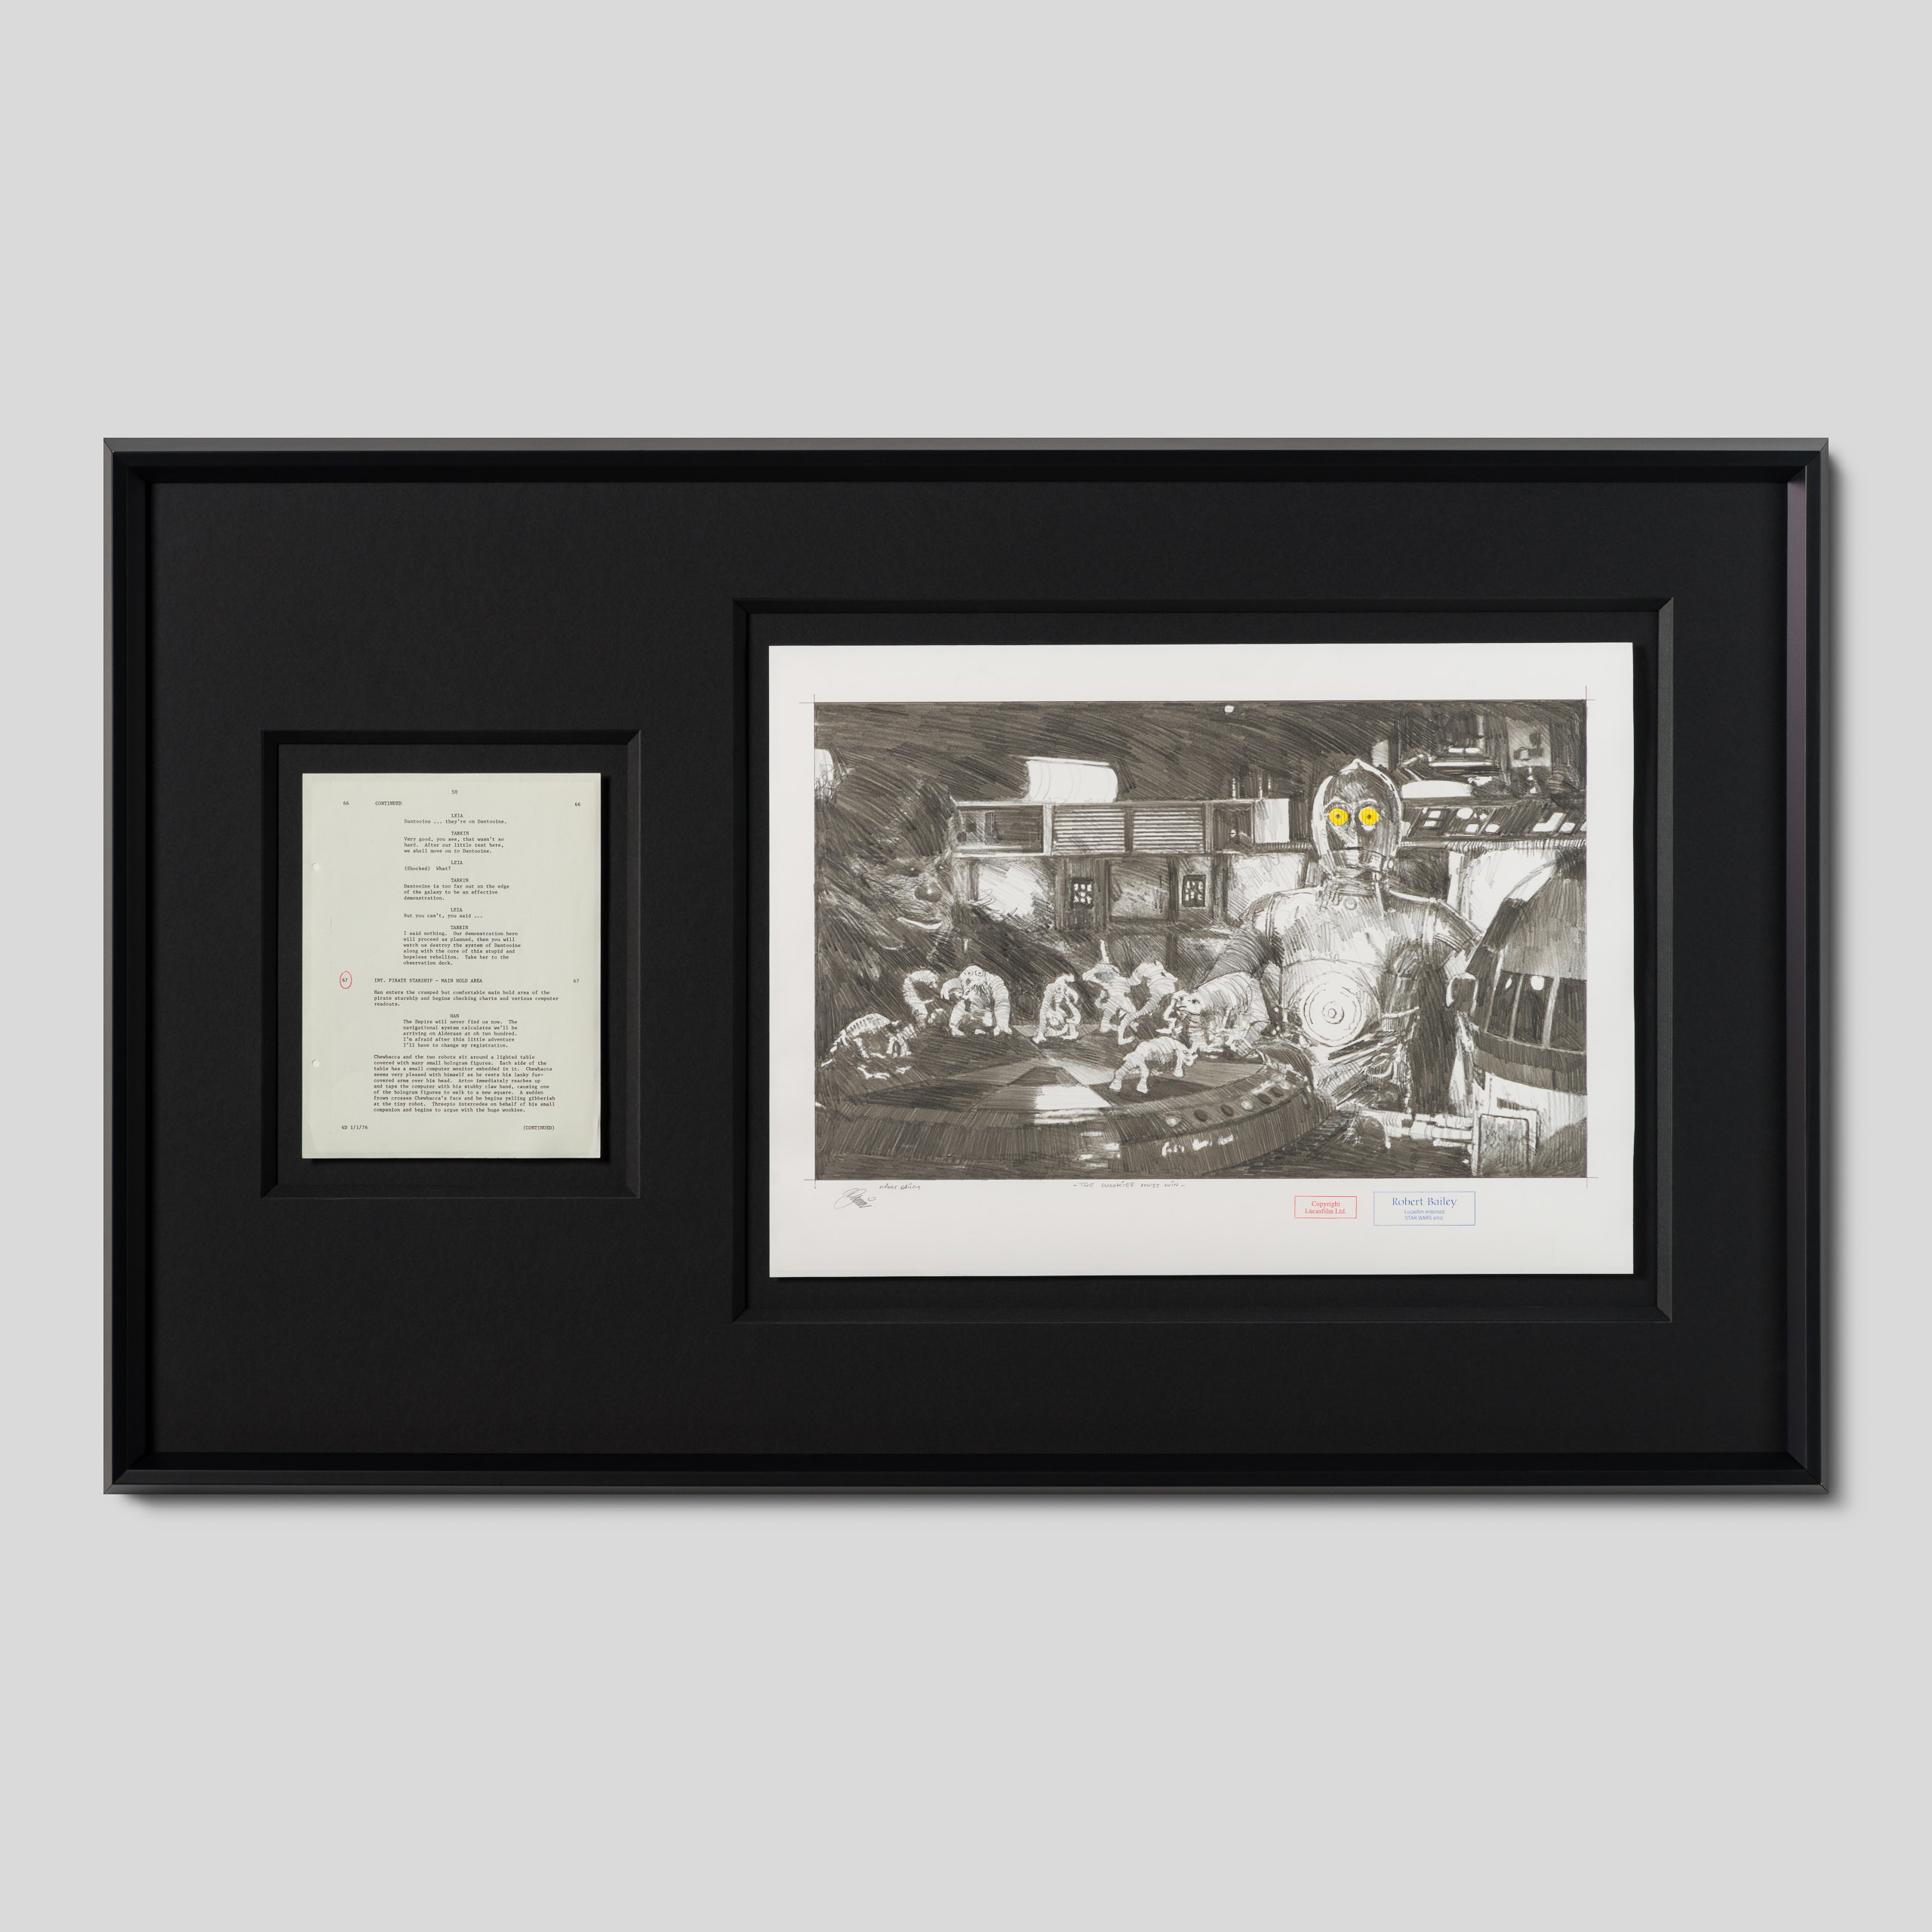 58
66 CONTINUED 66
LEIA
Dantooine ... they're on Dantooine.
TARKIN
Very good, you see, that wasn't so
hard. After our little test here,
we shall move on to Dantooine.
LEIA
(Shocked) What?
TARKIN
Dantooine is too far out on the edge
of the galaxy to be an effective
demonstration.
LEIA
But you can't, you said ...
TARKIN
I said nothing. Our demonstration here
will proceed as planned, then you will
watch us destroy the system of Dantooine
along with the core of this stupid and
hopeless rebellion. Take her to the
observation deck.
67 INT. PIRATE STARSHIP - MAIN HOLD AREA 67
Han enters the cramped but comfortable main hold area of the
pirate starship and begins checking charts and various computer
readouts.
HAN
The Empire will never find us now. The
navigational system calculates we'll be
arriving on Alderaan at oh two hundred.
I'm afraid after this little adventure
I'll have to change my registration.
Chewbacca and the two robots sit around a lighted table
covered with many small hologram figures. Each side of the
table has a small computer monitor embedded in it. Chewbacca
seems very pleased with himself as he rests his lanky fur-
covered arms over his head. Artoo immediately reaches up
and taps the computer with his stubby claw hand, causing one
of the hologram figures to walk to a new square. A sudden
frown crosses Chewbacca's face and he begins yelling gibberish
at the tiny robot. Threepio intercedes on behalf of his small
companion and begins to argue with the huge wookiee.
4D 1/1/76 (CONTINUED)
- THE WOOKIEE MUST WIN -
Copyright
Lucasfilm Ltd.
Robert Bailey
Lucasfilm endorsed
STAR WARS artist